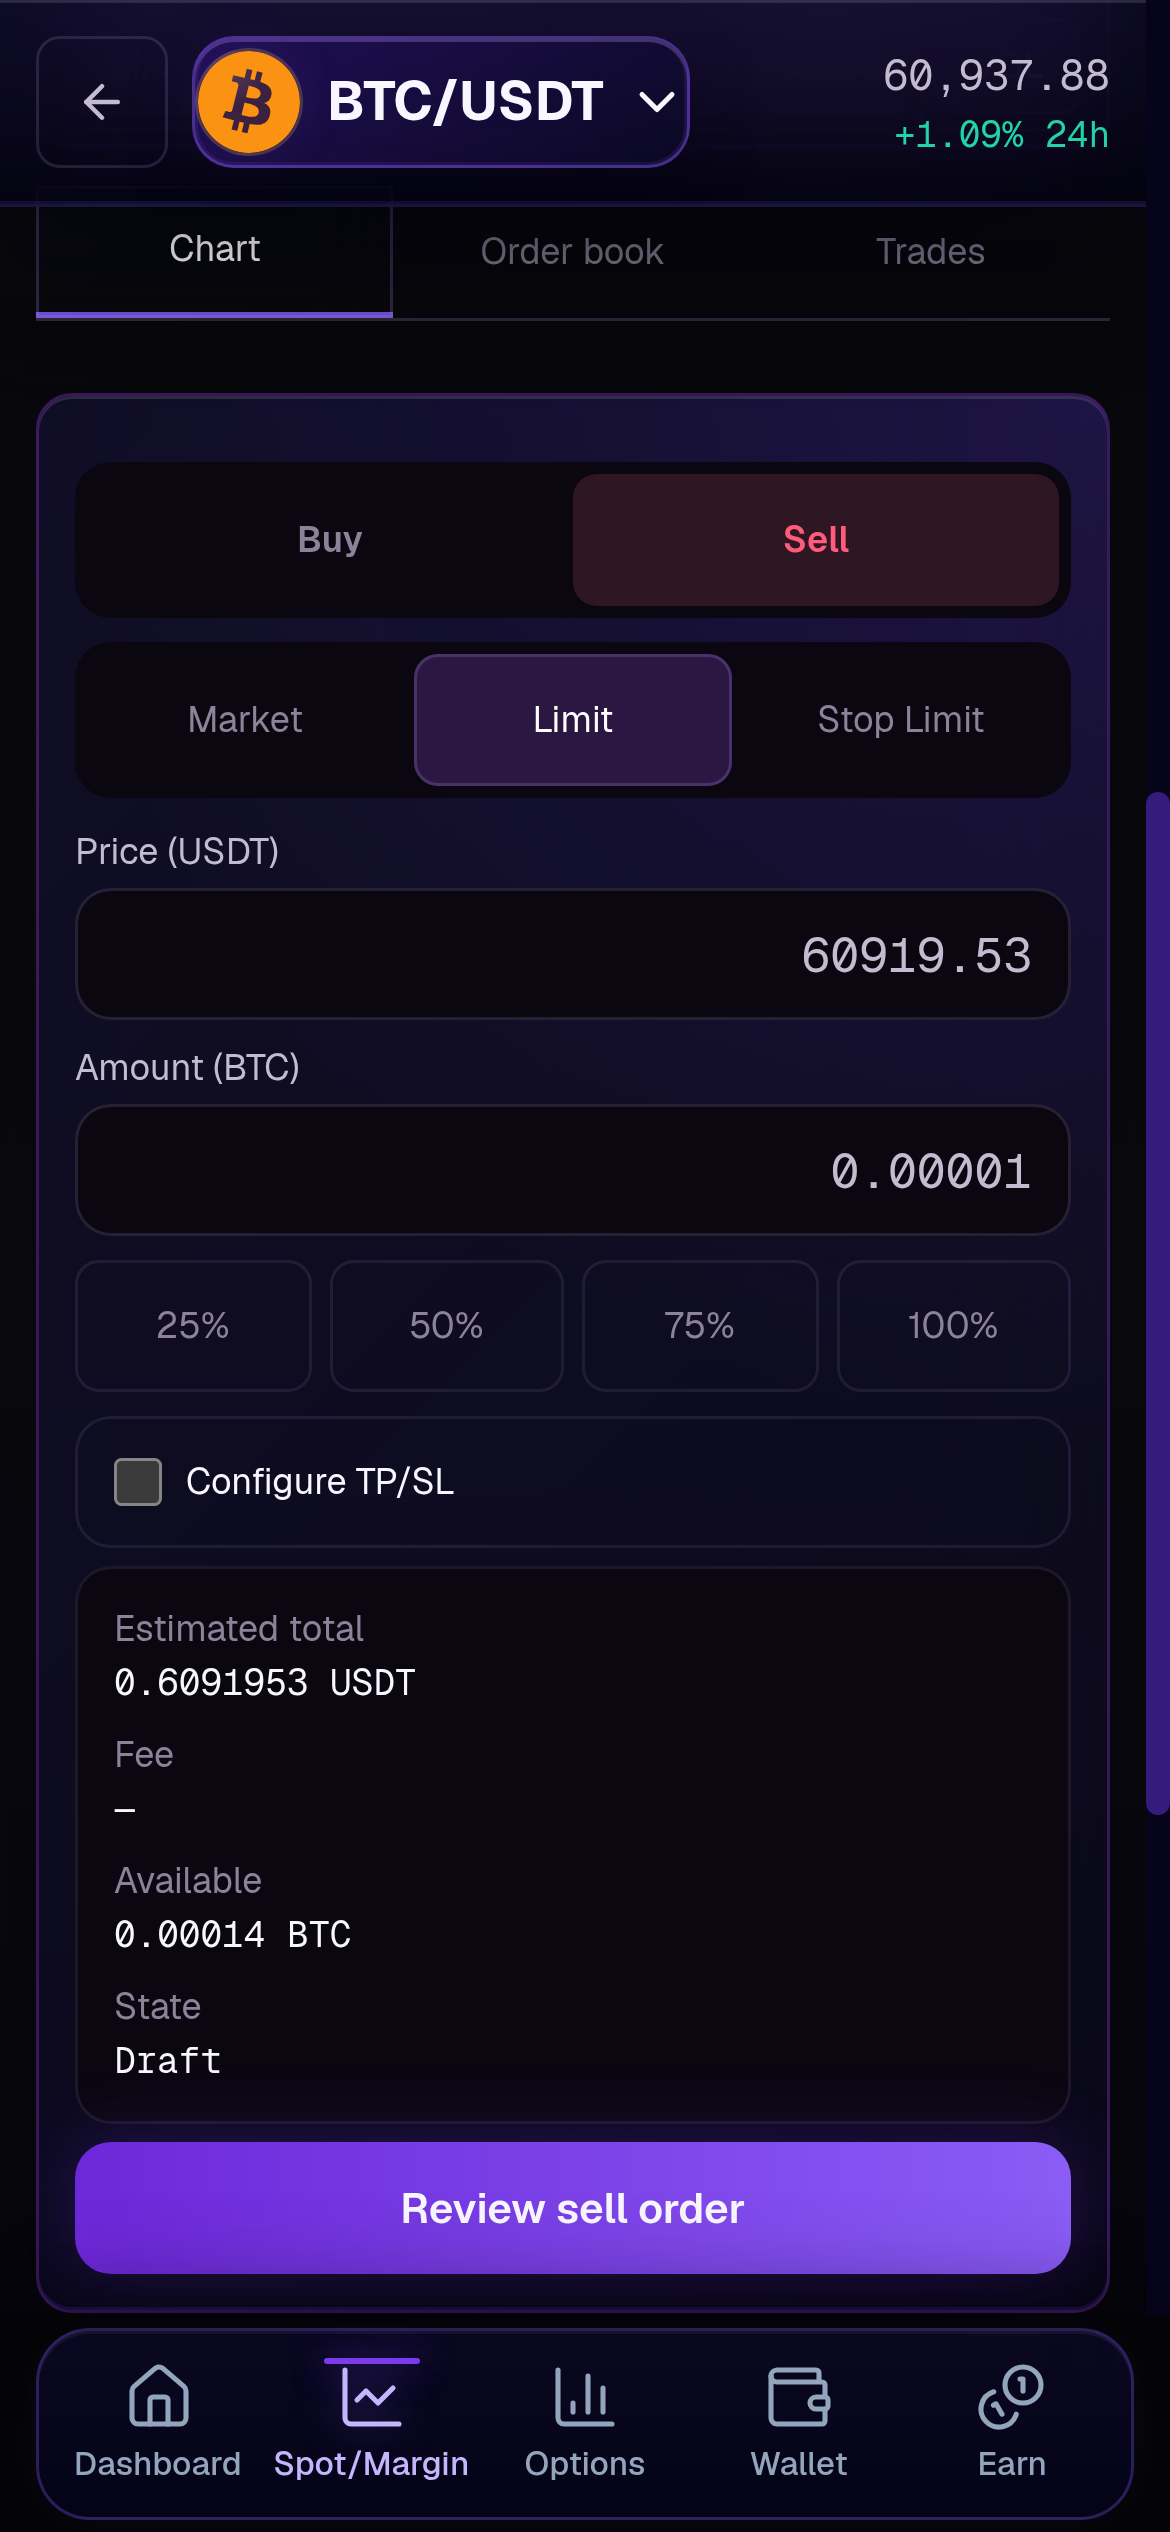 BTC/USDT
60,937.88
+1.09% 24h
Chart
Order book
Trades
Buy
Sell
Market
Limit
Stop Limit
Price (USDT)
60919.53
Amount (BTC)
0.00001
25%
50%
75%
100%
Configure TP/SL
Estimated total
0.6091953 USDT
Fee
—
Available
0.00014 BTC
State
Draft
Review sell order
Dashboard
Spot/Margin
Options
Wallet
Earn